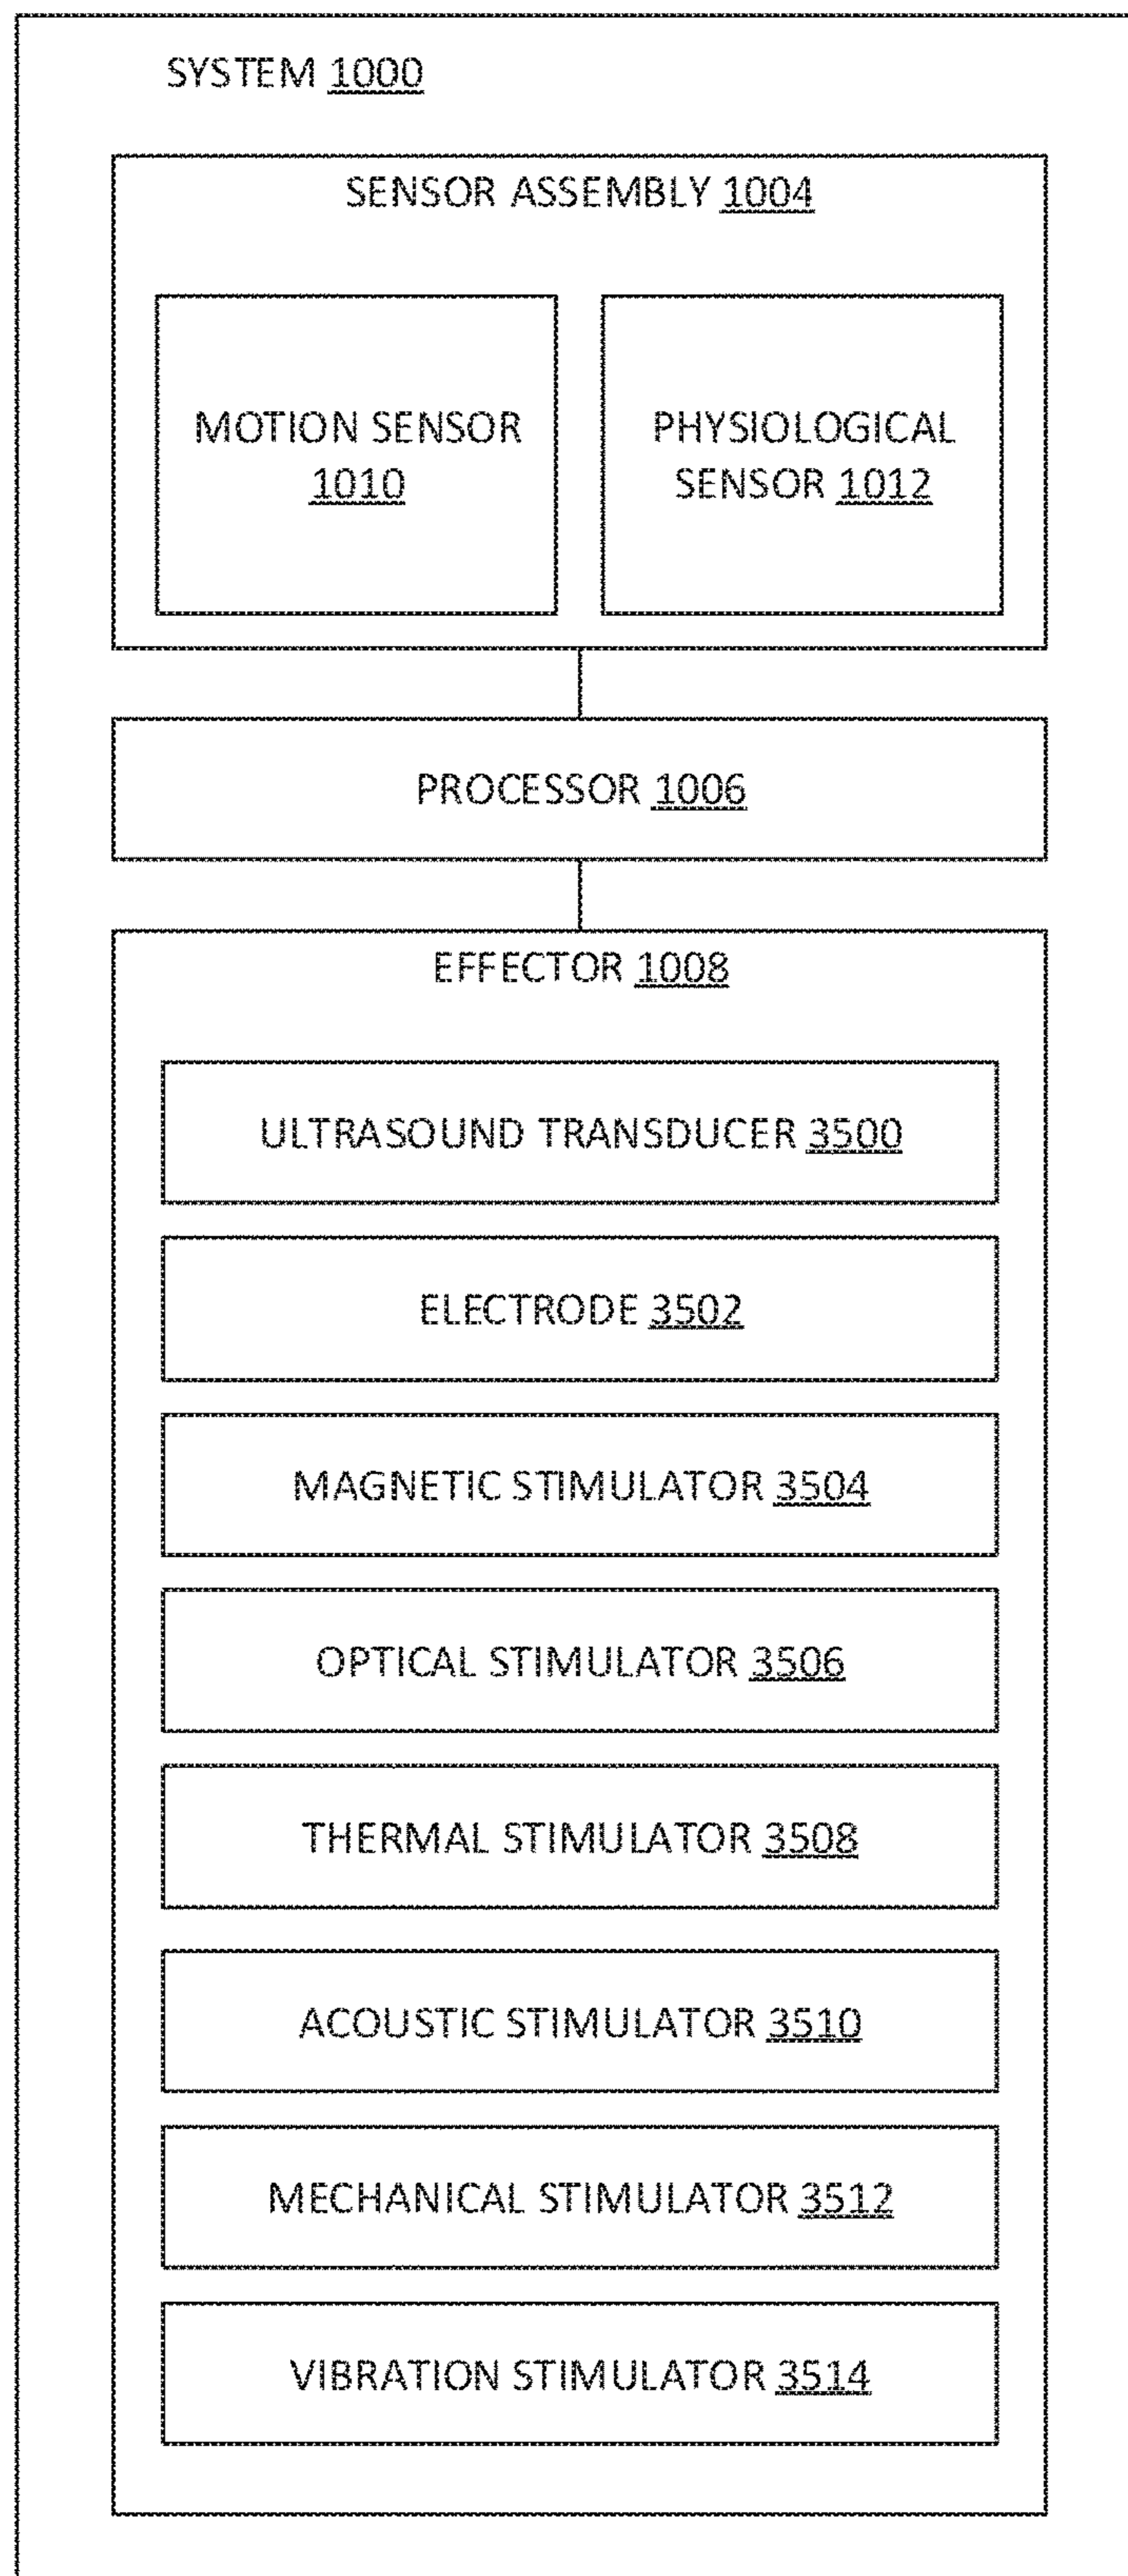 SYSTEM 1000
SENSOR ASSEMBLY 1004
MOTION SENSOR
1010
PHYSIOLOGICAL
SENSOR 1012
PROCESSOR 1006
EFFECTOR 1008
ULTRASOUND TRANSDUCER 3500
ELECTRODE 3502
MAGNETIC STIMULATOR 3504
OPTICAL STIMULATOR 3506
THERMAL STIMULATOR 3508
ACOUSTIC STIMULATOR 3510
MECHANICAL STIMULATOR 3512
VIBRATION STIMULATOR 3514